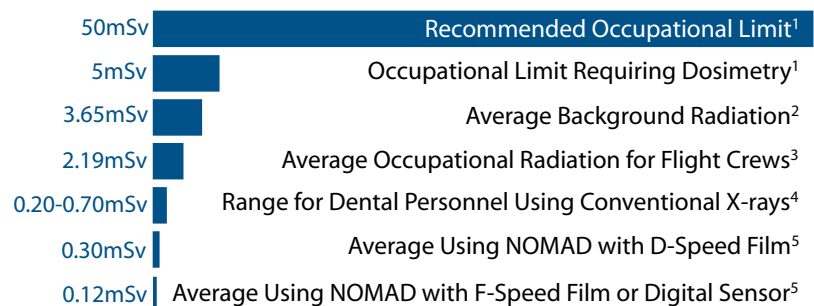 50mSv Recommended Occupational Limit¹
5mSv Occupational Limit Requiring Dosimetry¹
3.65mSv Average Background Radiation²
2.19mSv Average Occupational Radiation for Flight Crews³
0.20-0.70mSv Range for Dental Personnel Using Conventional X-rays⁴
0.30mSv Average Using NOMAD with D-Speed Film⁵
0.12mSv Average Using NOMAD with F-Speed Film or Digital Sensor⁵